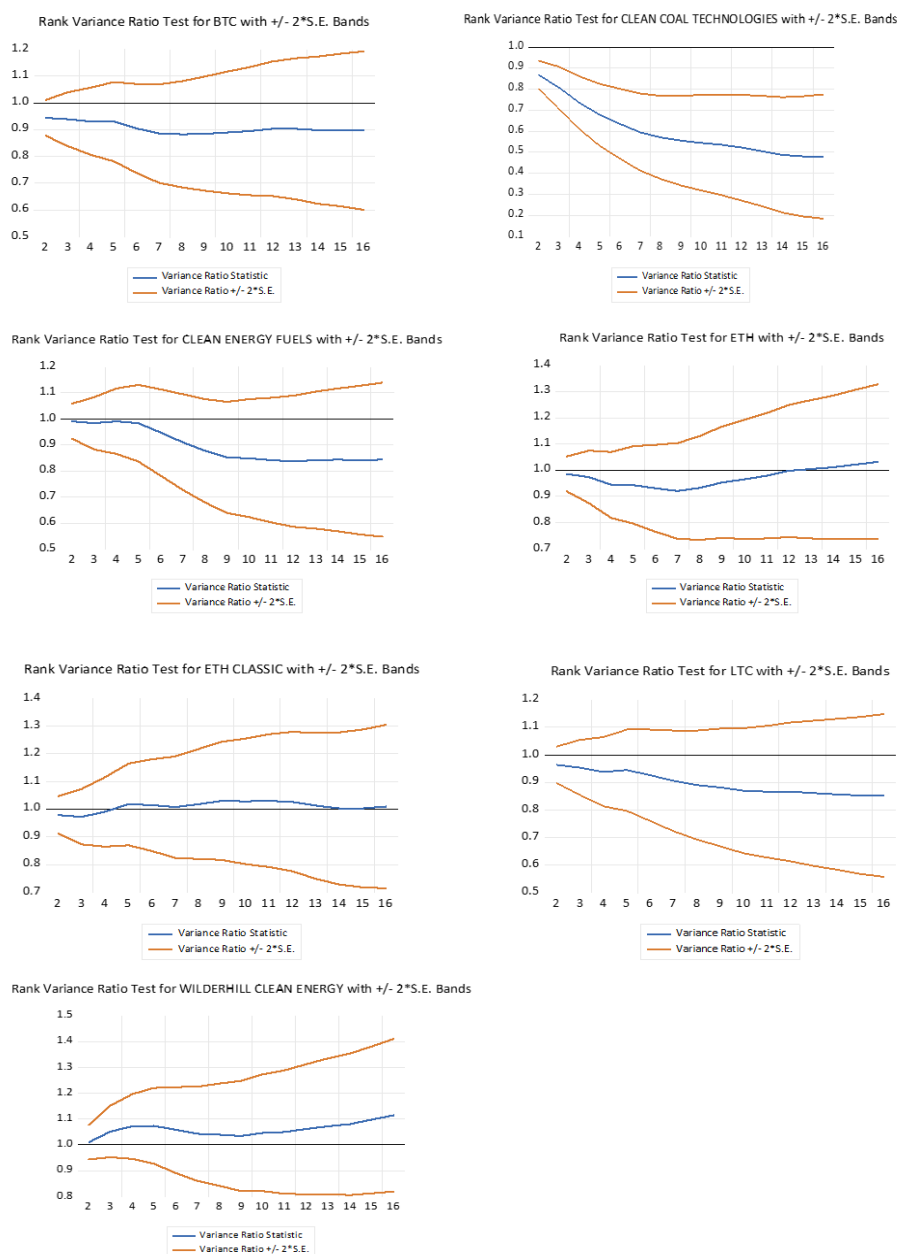 Rank Variance Ratio Test for BTC with +/- 2*S.E. Bands
1.2
1.1
1.0
0.9
0.8
0.7
0.6
0.5
2 3 4 5 6 7 8 9 10 11 12 13 14 15 16
Variance Ratio Statistic
Variance Ratio +/- 2*S.E.
Rank Variance Ratio Test for CLEAN COAL TECHNOLOGIES with +/- 2*S.E. Bands
1.0
0.9
0.8
0.7
0.6
0.5
0.4
0.3
0.2
0.1
2 3 4 5 6 7 8 9 10 11 12 13 14 15 16
Variance Ratio Statistic
Variance Ratio +/- 2*S.E.
Rank Variance Ratio Test for CLEAN ENERGY FUELS with +/- 2*S.E. Bands
1.2
1.1
1.0
0.9
0.8
0.7
0.6
0.5
2 3 4 5 6 7 8 9 10 11 12 13 14 15 16
Variance Ratio Statistic
Variance Ratio +/- 2*S.E.
Rank Variance Ratio Test for ETH with +/- 2*S.E. Bands
1.4
1.3
1.2
1.1
1.0
0.9
0.8
0.7
2 3 4 5 6 7 8 9 10 11 12 13 14 15 16
Variance Ratio Statistic
Variance Ratio +/- 2*S.E.
Rank Variance Ratio Test for ETH CLASSIC with +/- 2*S.E. Bands
1.4
1.3
1.2
1.1
1.0
0.9
0.8
0.7
2 3 4 5 6 7 8 9 10 11 12 13 14 15 16
Variance Ratio Statistic
Variance Ratio +/- 2*S.E.
Rank Variance Ratio Test for LTC with +/- 2*S.E. Bands
1.2
1.1
1.0
0.9
0.8
0.7
0.6
0.5
2 3 4 5 6 7 8 9 10 11 12 13 14 15 16
Variance Ratio Statistic
Variance Ratio +/- 2*S.E.
Rank Variance Ratio Test for WILDERHILL CLEAN ENERGY with +/- 2*S.E. Bands
1.5
1.4
1.3
1.2
1.1
1.0
0.9
0.8
2 3 4 5 6 7 8 9 10 11 12 13 14 15 16
Variance Ratio Statistic
Variance Ratio +/- 2*S.E.